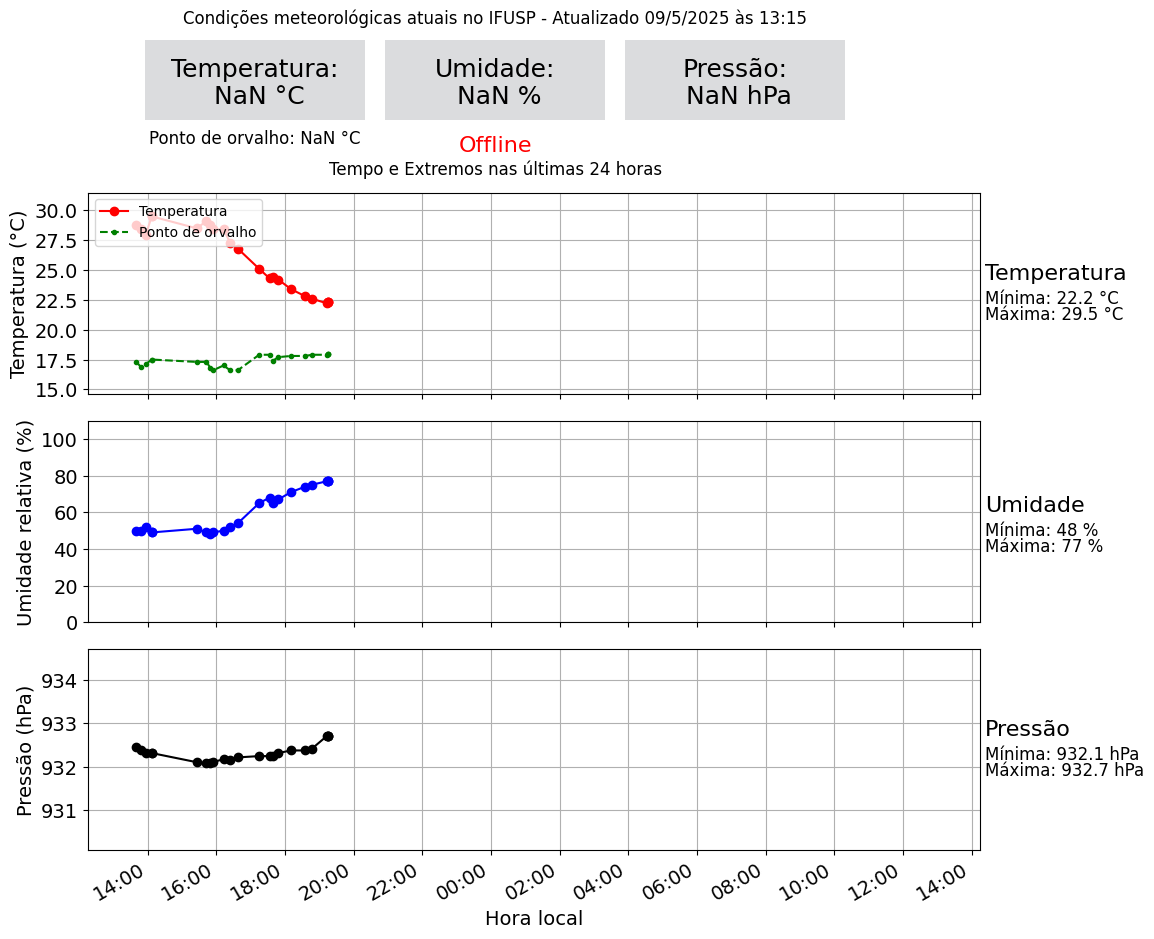 Condições meteorológicas atuais no IFUSP - Atualizado 09/5/2025 às 13:15
Temperatura:
NaN °C
Umidade:
NaN %
Pressão:
NaN hPa
Ponto de orvalho: NaN °C
Offline
Tempo e Extremos nas últimas 24 horas
Temperatura (°C)
30.0
27.5
25.0
22.5
20.0
17.5
15.0
Temperatura
Ponto de orvalho
Temperatura
Mínima: 22.2 °C
Máxima: 29.5 °C
Umidade relativa (%)
100
80
60
40
20
0
Umidade
Mínima: 48 %
Máxima: 77 %
Pressão (hPa)
934
933
932
931
Pressão
Mínima: 932.1 hPa
Máxima: 932.7 hPa
14:00 16:00 18:00 20:00 22:00 00:00 02:00 04:00 06:00 08:00 10:00 12:00 14:00
Hora local